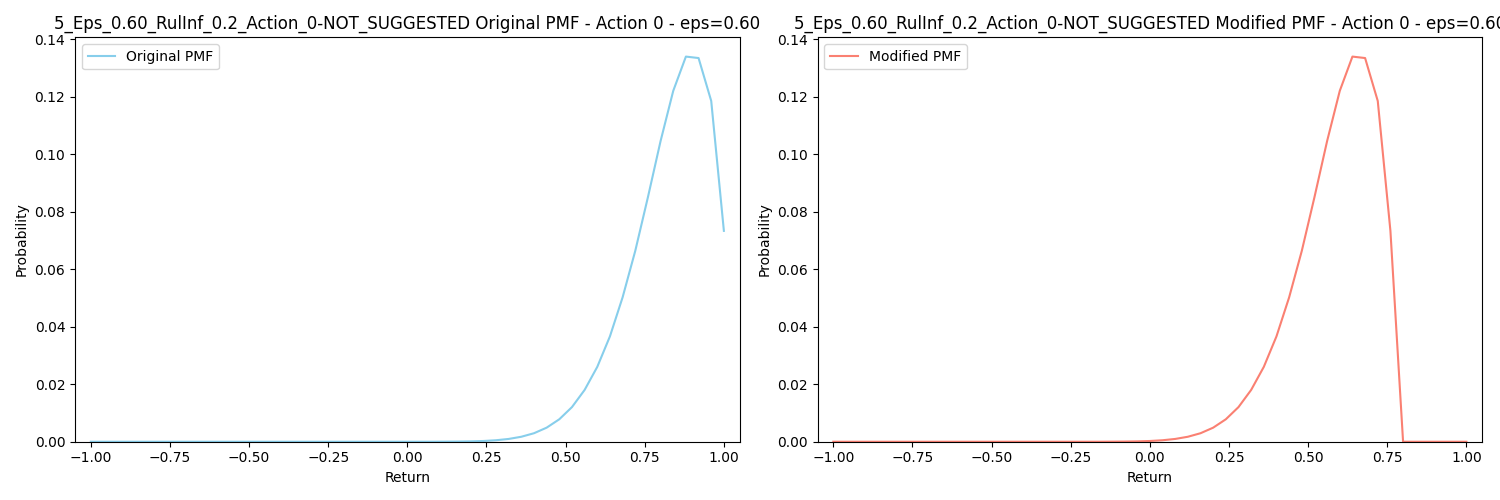 5_Eps_0.60_RulInf_0.2_Action_0-NOT_SUGGESTED Original PMF - Action 0 - eps=0.60
Original PMF
0.14
0.12
0.10
0.08
0.06
0.04
0.02
0.00
Probability
−1.00 −0.75 −0.50 −0.25 0.00 0.25 0.50 0.75 1.00
Return
5_Eps_0.60_RulInf_0.2_Action_0-NOT_SUGGESTED Modified PMF - Action 0 - eps=0.60
Modified PMF
0.14
0.12
0.10
0.08
0.06
0.04
0.02
0.00
Probability
−1.00 −0.75 −0.50 −0.25 0.00 0.25 0.50 0.75 1.00
Return